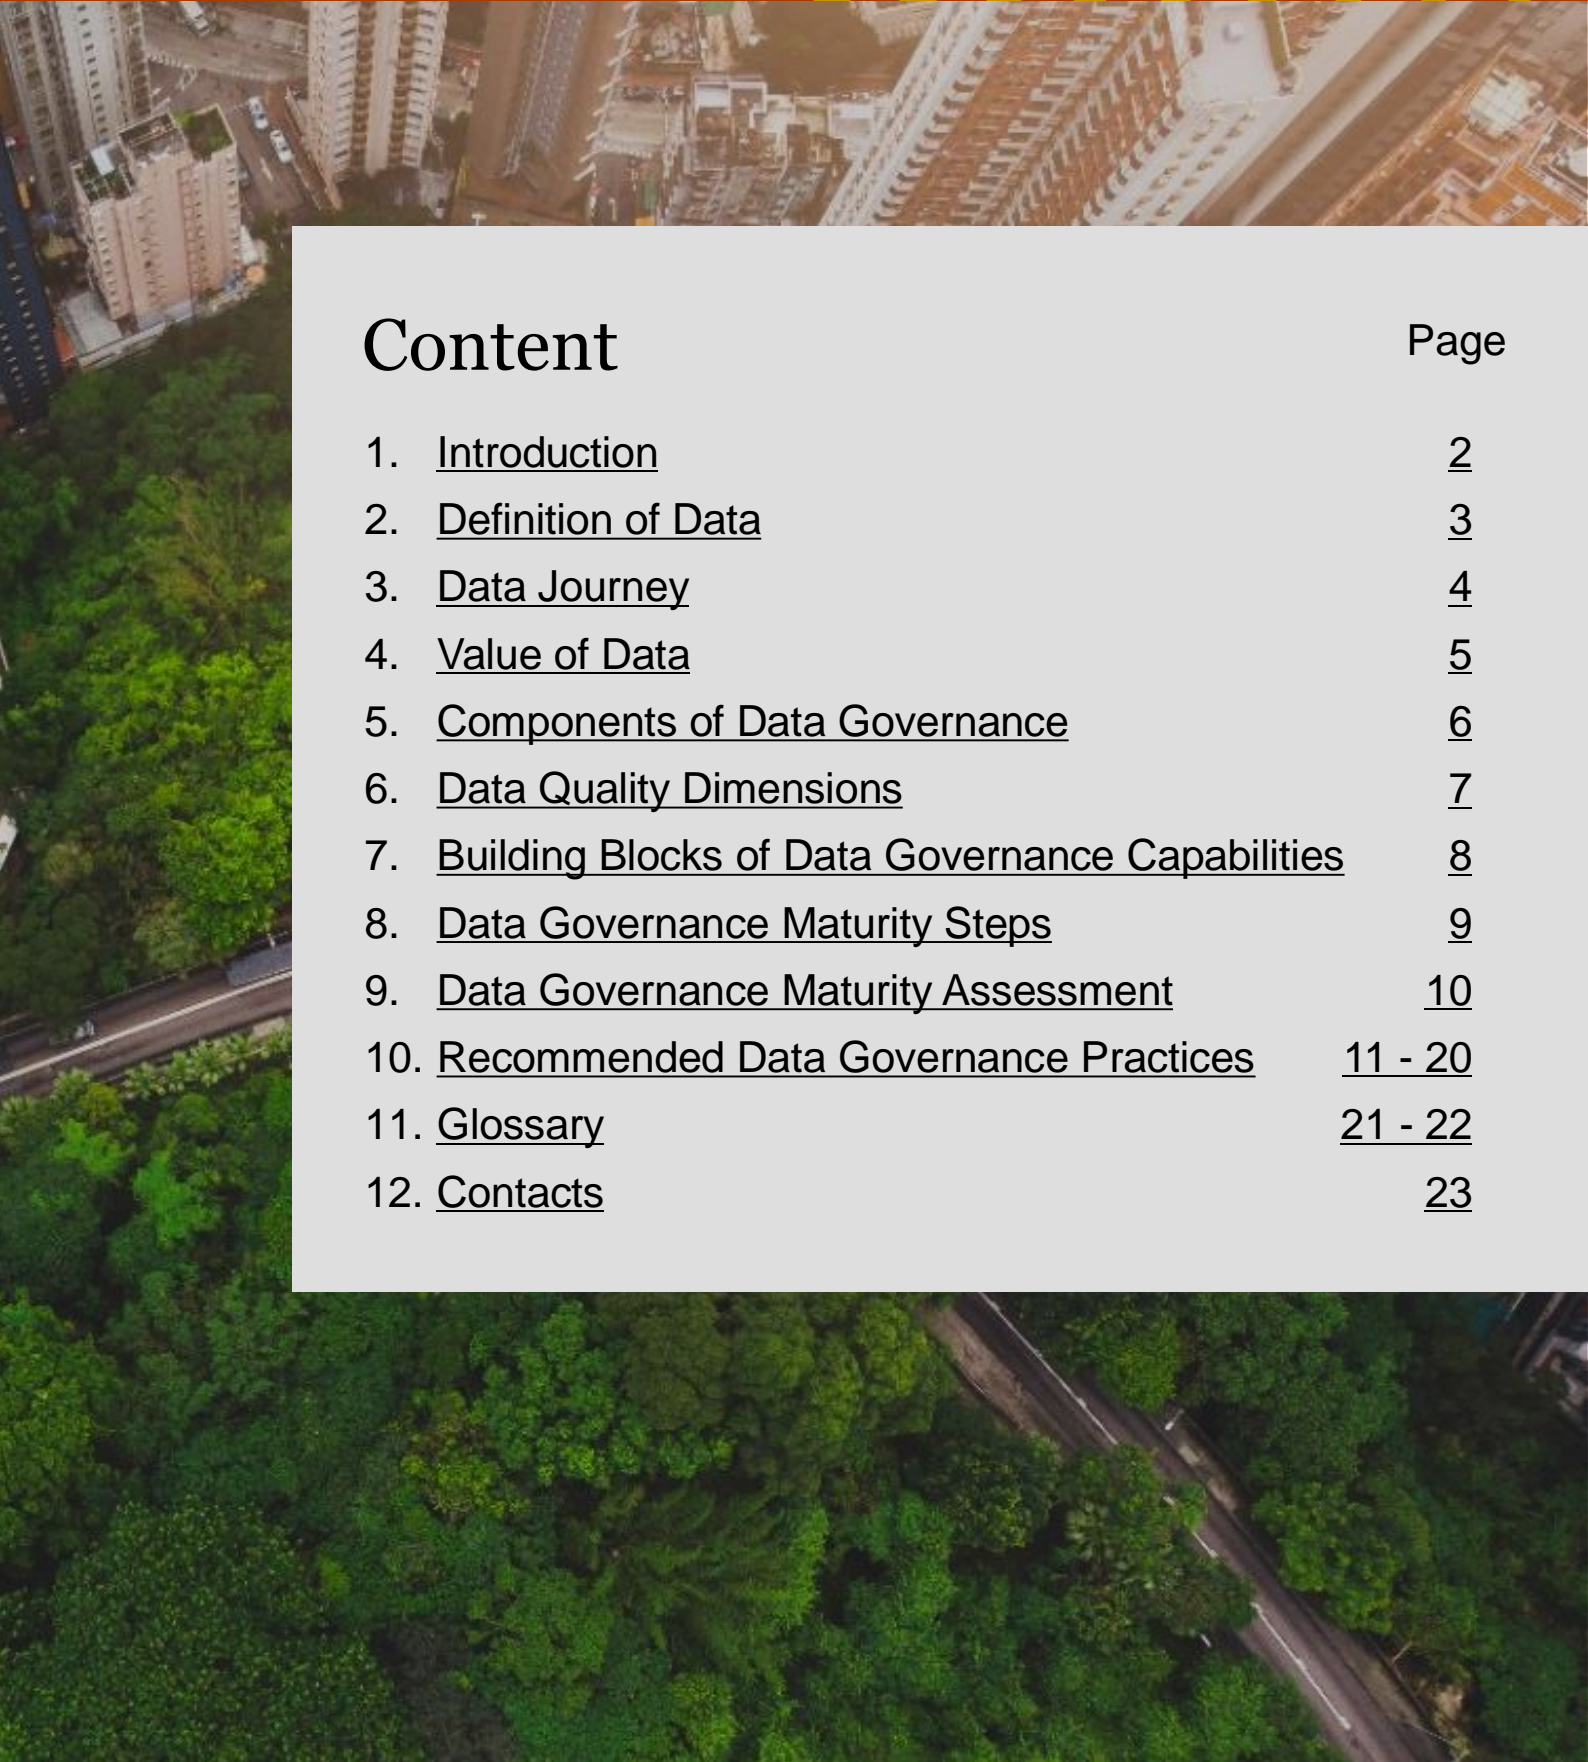 Content Page
1. Introduction 2
2. Definition of Data 3
3. Data Journey 4
4. Value of Data 5
5. Components of Data Governance 6
6. Data Quality Dimensions 7
7. Building Blocks of Data Governance Capabilities 8
8. Data Governance Maturity Steps 9
9. Data Governance Maturity Assessment 10
10. Recommended Data Governance Practices 11 - 20
11. Glossary 21 - 22
12. Contacts 23